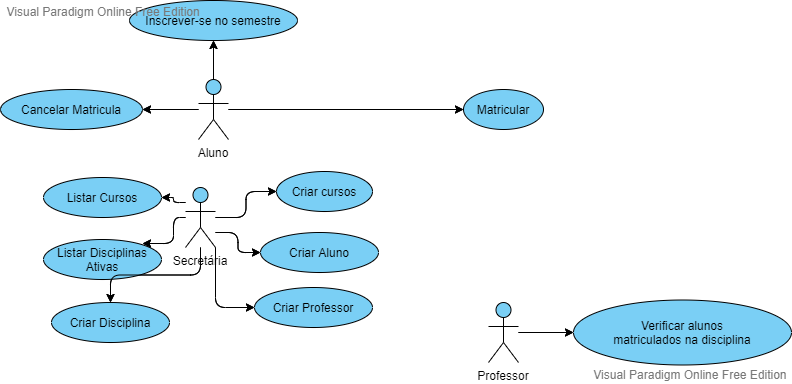 Visual Paradigm Online Free Edition
Inscrever-se no semestre
Cancelar Matricula
Matricular
Aluno
Listar Cursos
Criar cursos
Listar Disciplinas
Ativas
Secretária
Criar Aluno
Criar Disciplina
Criar Professor
Verificar alunos
matriculados na disciplina
Professor
Visual Paradigm Online Free Edition